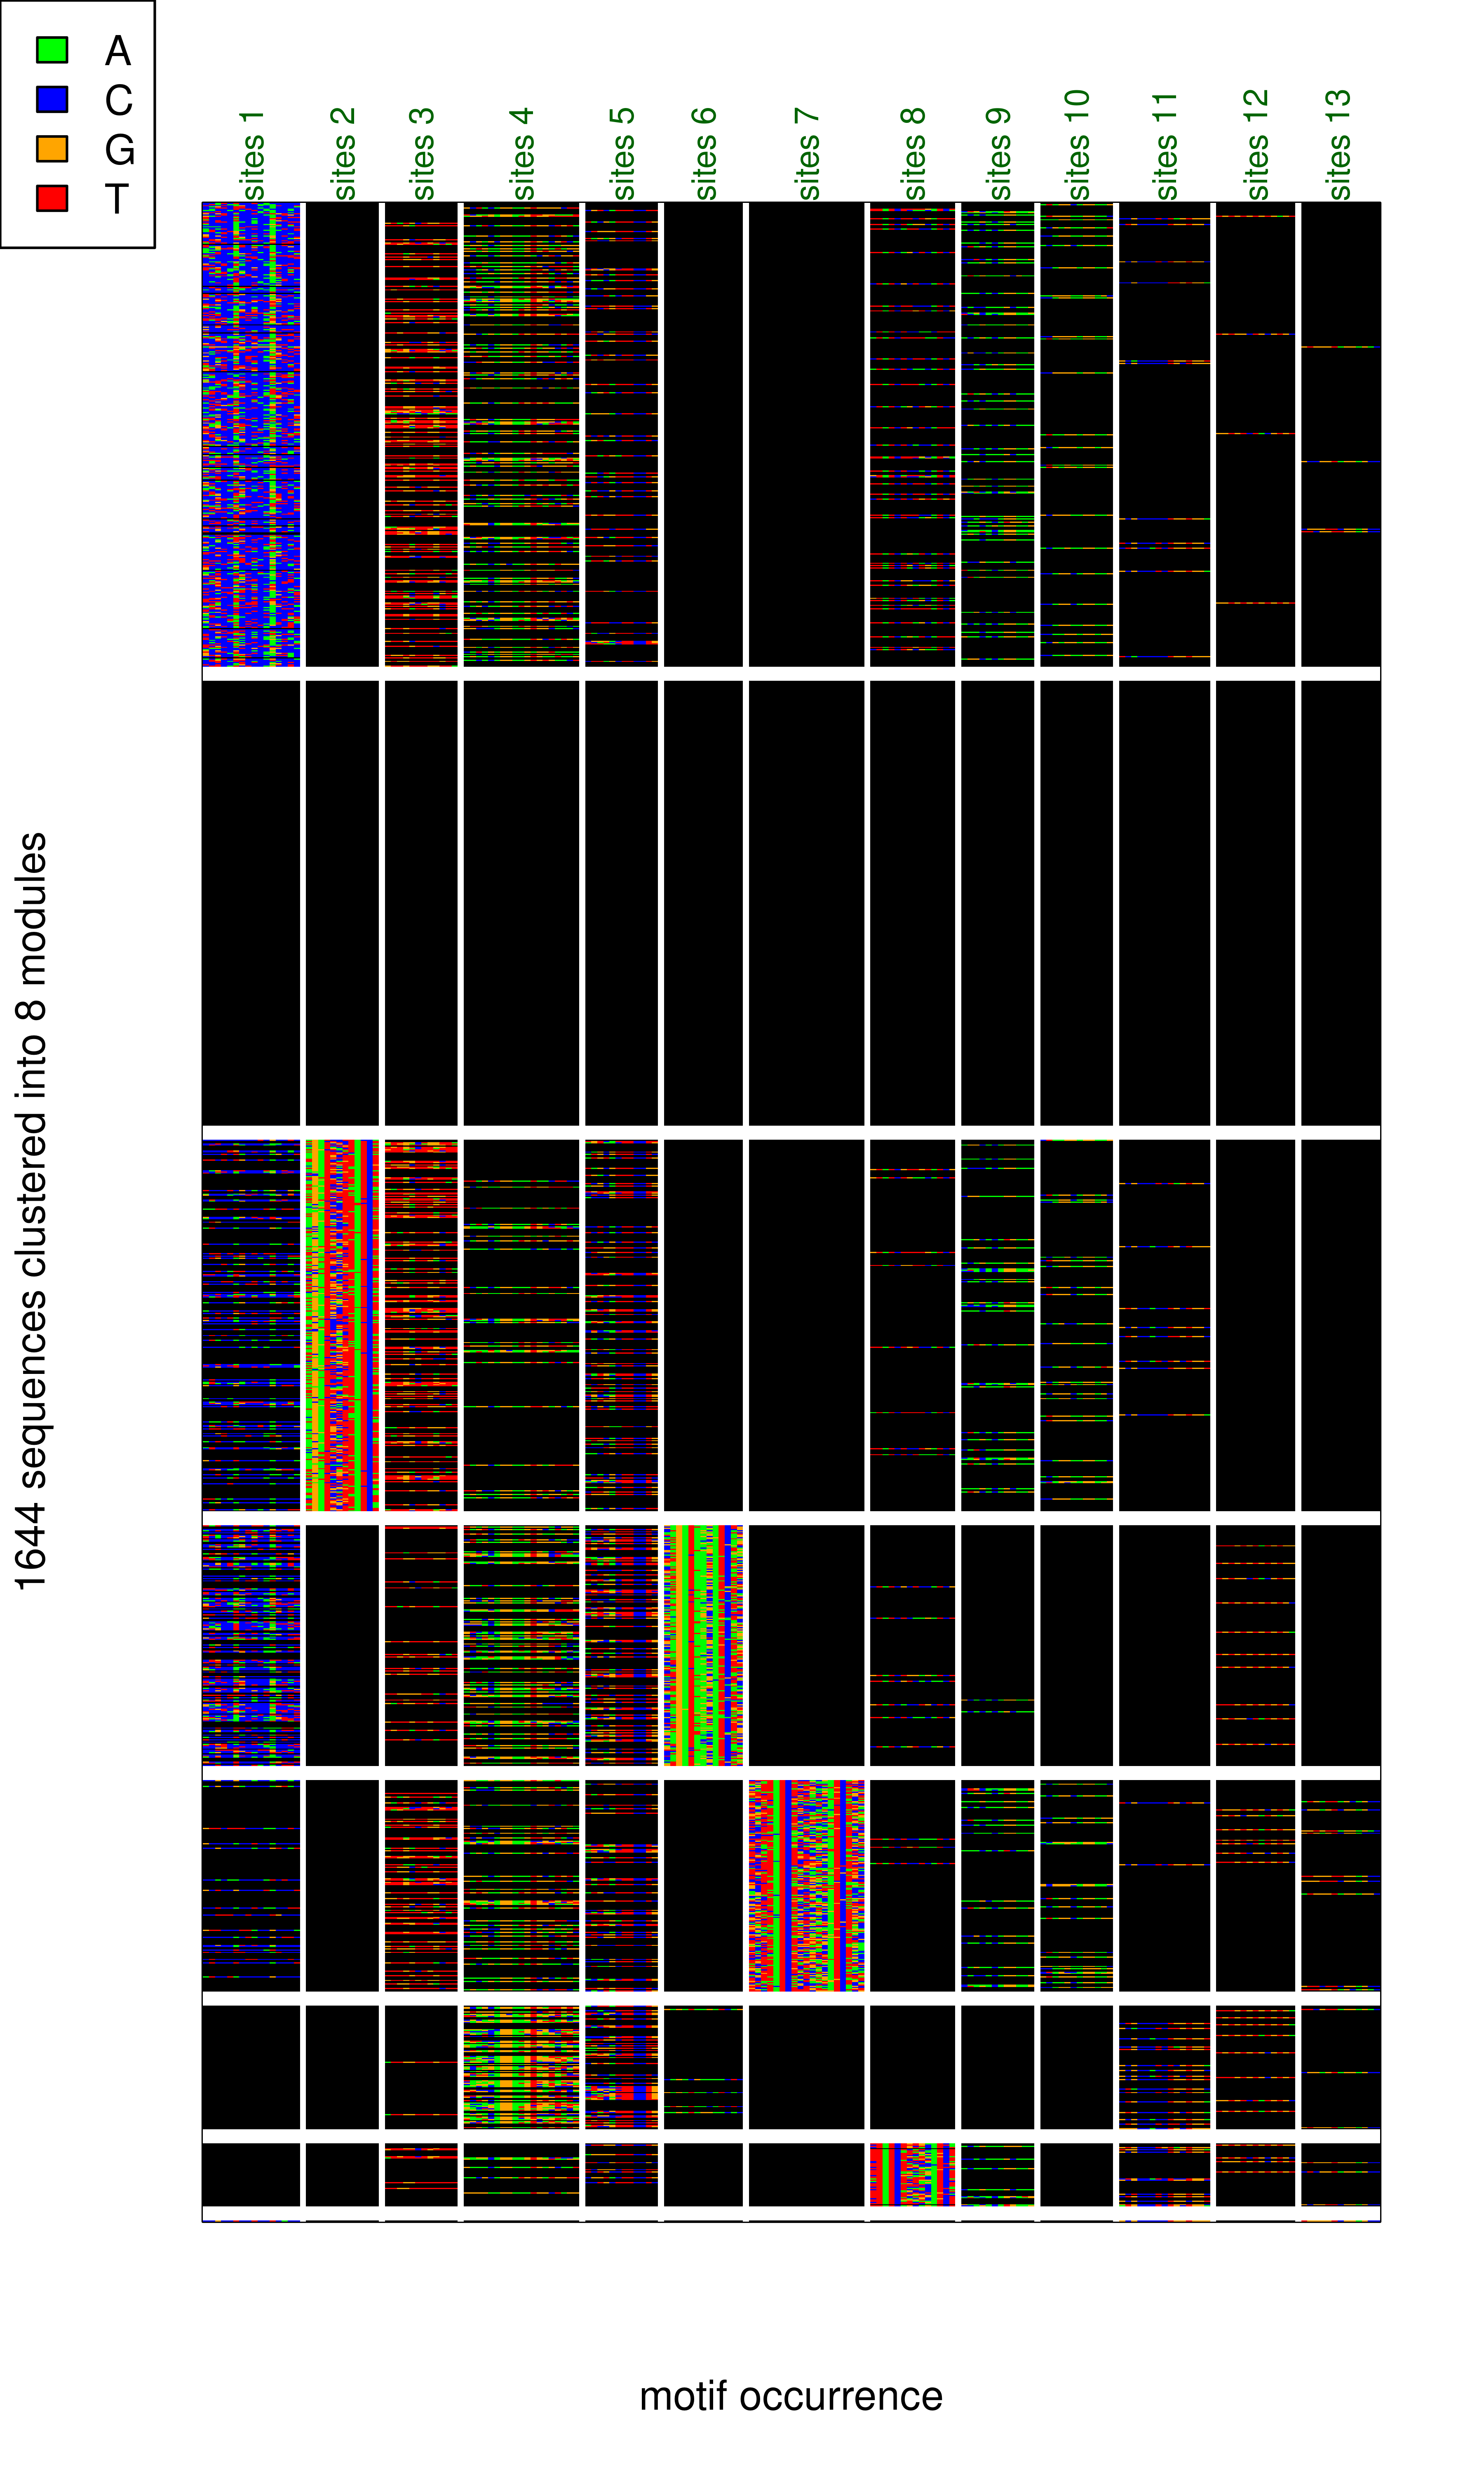 A
C
G
T
sites 1
sites 2
sites 3
sites 4
sites 5
sites 6
sites 7
sites 8
sites 9
sites 10
sites 11
sites 12
sites 13
1644 sequences clustered into 8 modules
motif occurrence